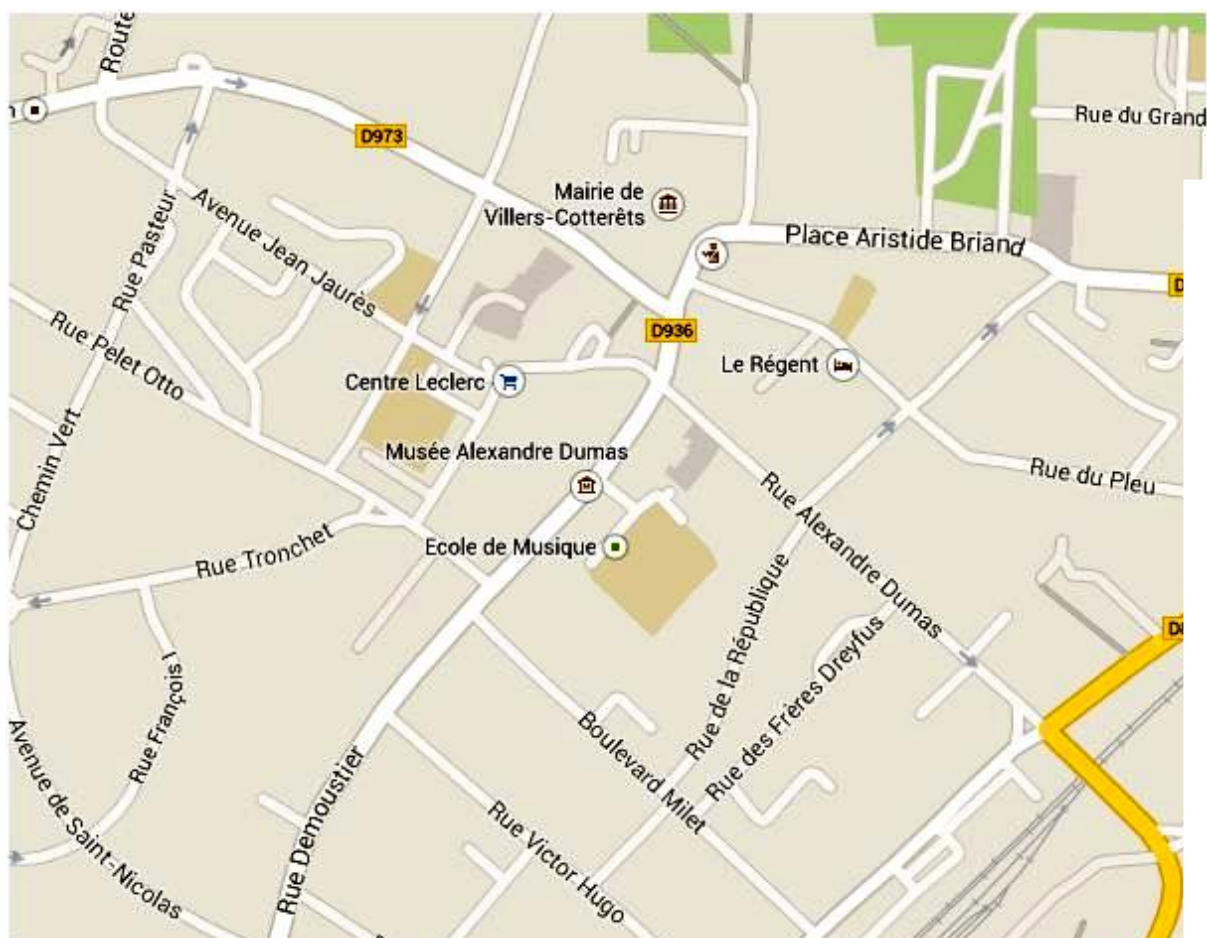 Route
D973
Rue du Grand
Mairie de
Villers-Cotterêts
Place Aristide Briand
Avenue Jean Jaurès
Rue Pasteur
D936
Rue Pelet Otto
Centre Leclerc
Le Régent
Chemin Vert
Musée Alexandre Dumas
Rue du Pleu
Rue Alexandre Dumas
Ecole de Musique
Rue Tronchet
Rue de la République
Rue des Frères Dreyfus
Rue François I
Boulevard Milet
Avenue de Saint-Nicolas
Rue Demoustier
Rue Victor Hugo